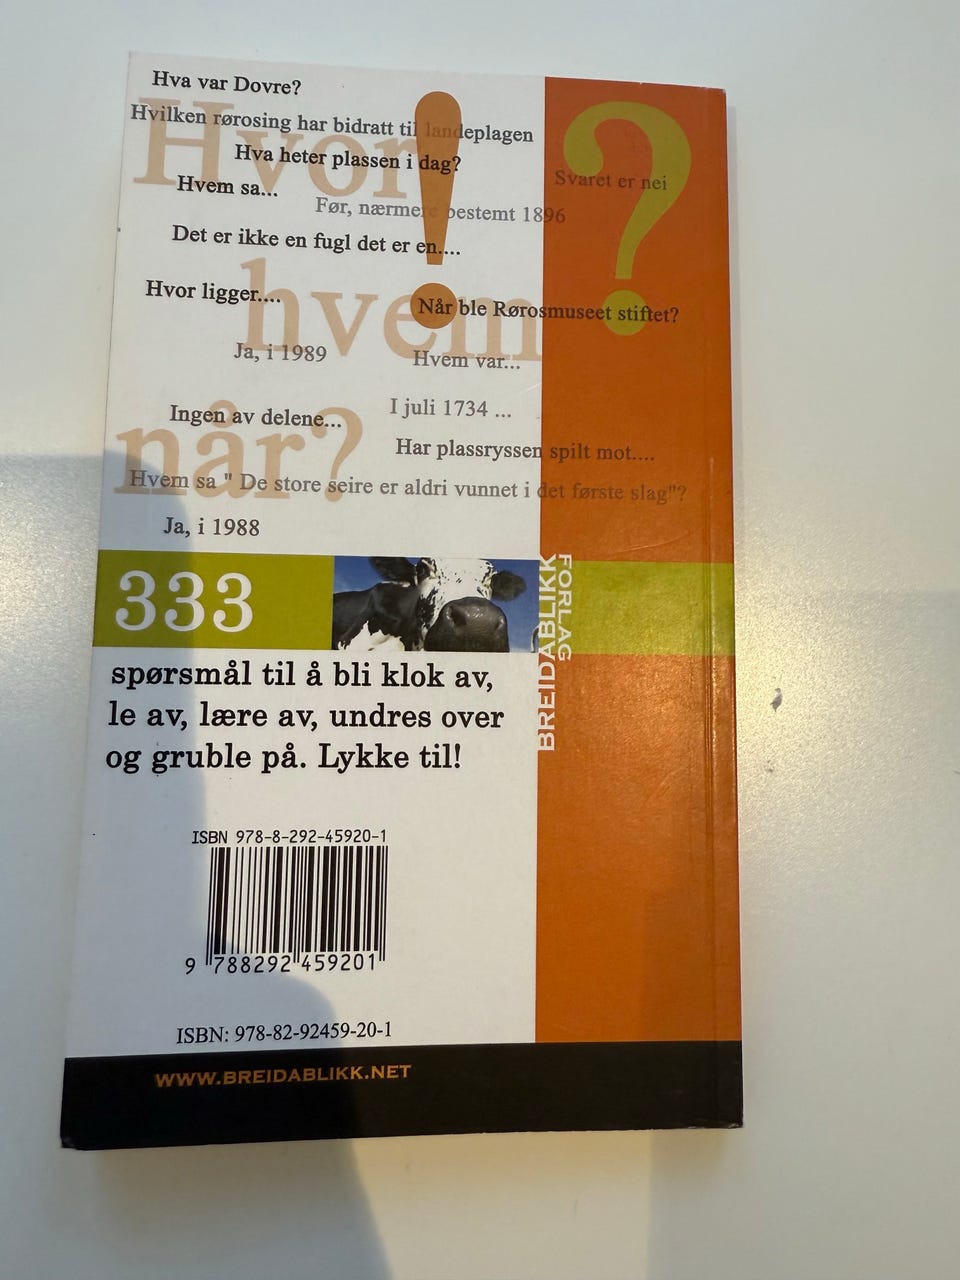 Hva var Dovre?
Hvilken rørosing har bidratt til landeplagen
Hvor!
?
Hva heter plassen i dag?
Svaret er nei
Hvem sa...
Før, nærmere bestemt 1896
Det er ikke en fugl det er en....
Hvor ligger....
hvem
Når ble Rørosmuseet stiftet?
Ja, i 1989
Hvem var...
I juli 1734 ...
Ingen av delene...
når?
Har plassryssen spilt mot....
Hvem sa " De store seire er aldri vunnet i det første slag"?
Ja, i 1988
333
BREIDABLIKK
FORLAG
spørsmål til å bli klok av,
le av, lære av, undres over
og gruble på. Lykke til!
ISBN 978-8-292-45920-1
9 788292 459201
ISBN: 978-82-92459-20-1
WWW.BREIDABLIKK.NET